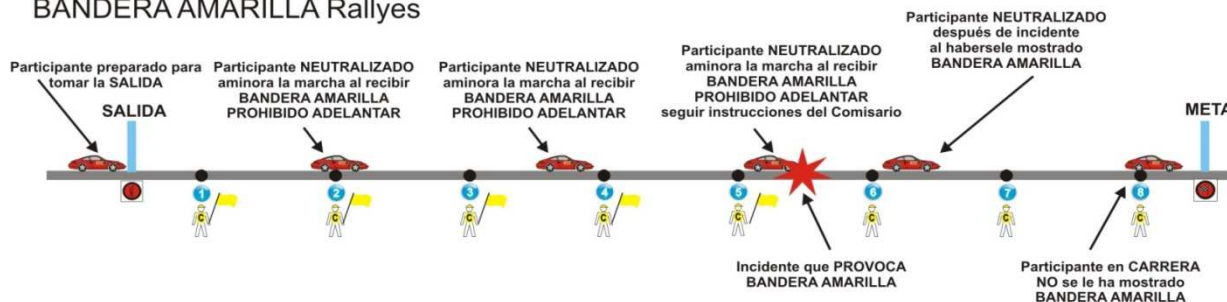 BANDERA AMARILLA Rallyes
Participante preparado para
tomar la SALIDA
SALIDA
Participante NEUTRALIZADO
aminora la marcha al recibir
BANDERA AMARILLA
PROHIBIDO ADELANTAR
Participante NEUTRALIZADO
aminora la marcha al recibir
BANDERA AMARILLA
PROHIBIDO ADELANTAR
Participante NEUTRALIZADO
aminora la marcha al recibir
BANDERA AMARILLA
PROHIBIDO ADELANTAR
seguir instrucciones del Comisario
Participante NEUTRALIZADO
después de incidente
al habersele mostrado
BANDERA AMARILLA
META
1
2
3
4
5
6
7
8
C
C
C
C
C
C
C
C
Incidente que PROVOCA
BANDERA AMARILLA
Participante en CARRERA
NO se le ha mostrado
BANDERA AMARILLA